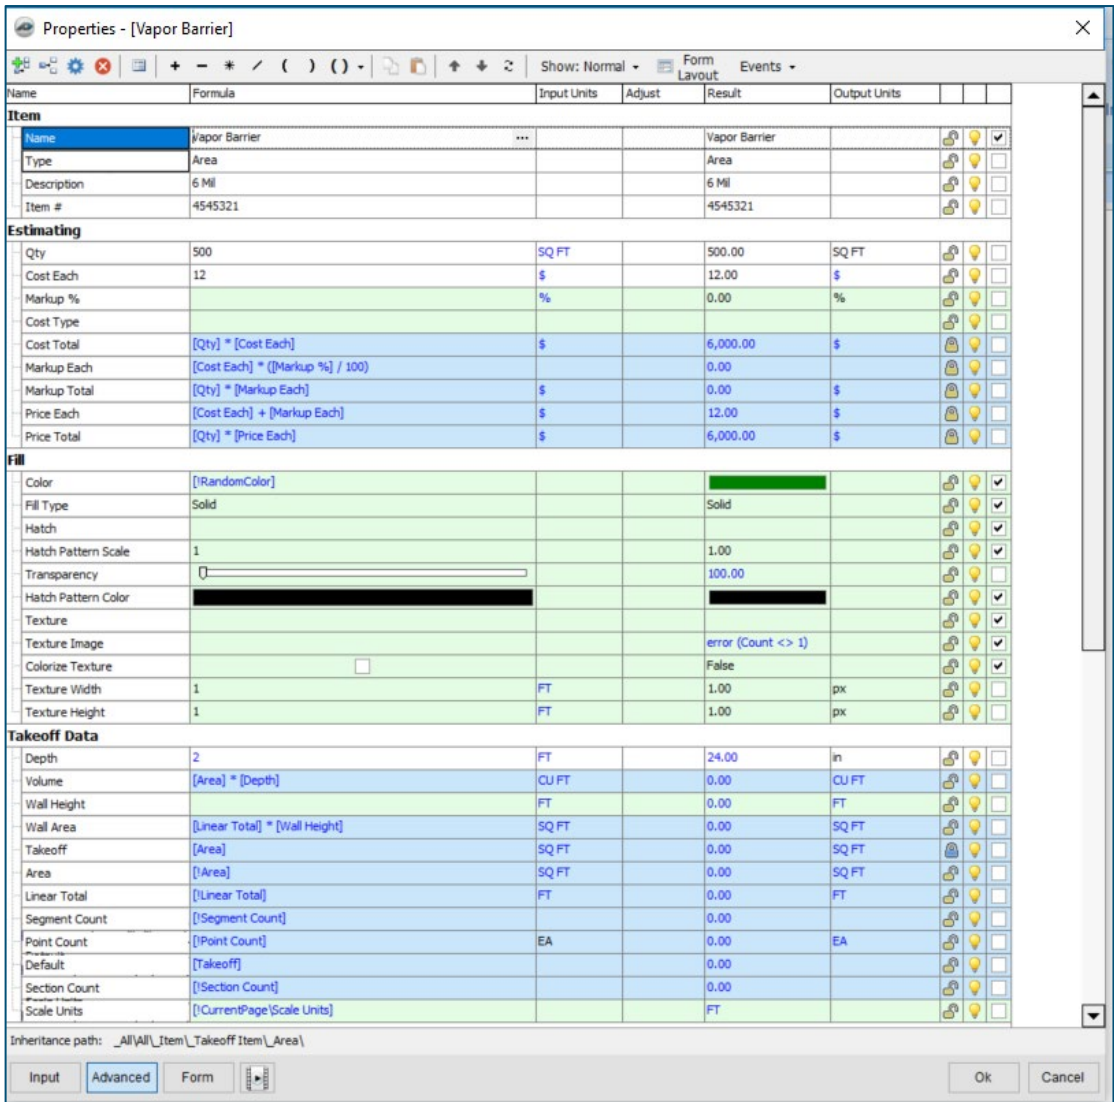 Properties - [Vapor Barrier]
+ - * / ( ) ( ) Show: Normal Form Layout Events
Name Formula Input Units Adjust Result Output Units
Item
Name Vapor Barrier ... Vapor Barrier
Type Area Area
Description 6 Mil 6 Mil
Item # 4545321 4545321
Estimating
Qty 500 SQ FT 500.00 SQ FT
Cost Each 12 $ 12.00 $
Markup % % 0.00 %
Cost Type
Cost Total [Qty] * [Cost Each] $ 6,000.00 $
Markup Each [Cost Each] * ([Markup %] / 100) 0.00
Markup Total [Qty] * [Markup Each] $ 0.00 $
Price Each [Cost Each] + [Markup Each] $ 12.00 $
Price Total [Qty] * [Price Each] $ 6,000.00 $
Fill
Color [!RandomColor]
Fill Type Solid Solid
Hatch
Hatch Pattern Scale 1 1.00
Transparency 100.00
Hatch Pattern Color
Texture
Texture Image error (Count <> 1)
Colorize Texture False
Texture Width 1 FT 1.00 px
Texture Height 1 FT 1.00 px
Takeoff Data
Depth 2 FT 24.00 in
Volume [Area] * [Depth] CU FT 0.00 CU FT
Wall Height FT 0.00 FT
Wall Area [Linear Total] * [Wall Height] SQ FT 0.00 SQ FT
Takeoff [Area] SQ FT 0.00 SQ FT
Area [!Area] SQ FT 0.00 SQ FT
Linear Total [!Linear Total] FT 0.00 FT
Segment Count [!Segment Count] 0.00
Point Count [!Point Count] EA 0.00 EA
Default [Takeoff] 0.00
Section Count [!Section Count] 0.00
Scale Units [!CurrentPage\Scale Units] FT
Inheritance path: _All\All\_Item\_Takeoff Item\_Area\
Input Advanced Form Ok Cancel